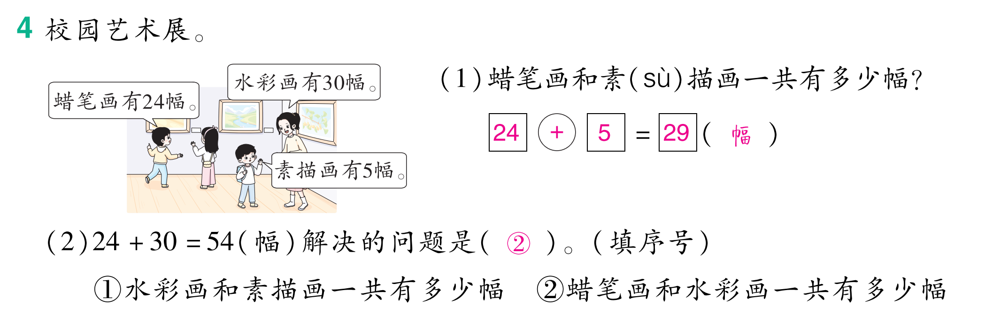 4 校园艺术展。
水彩画有30幅。
蜡笔画有24幅。
素描画有5幅。
(1)蜡笔画和素(sù)描画一共有多少幅?
24 + 5 = 29 ( 幅 )
(2)24 + 30 = 54(幅)解决的问题是( ② )。(填序号)
①水彩画和素描画一共有多少幅 ②蜡笔画和水彩画一共有多少幅